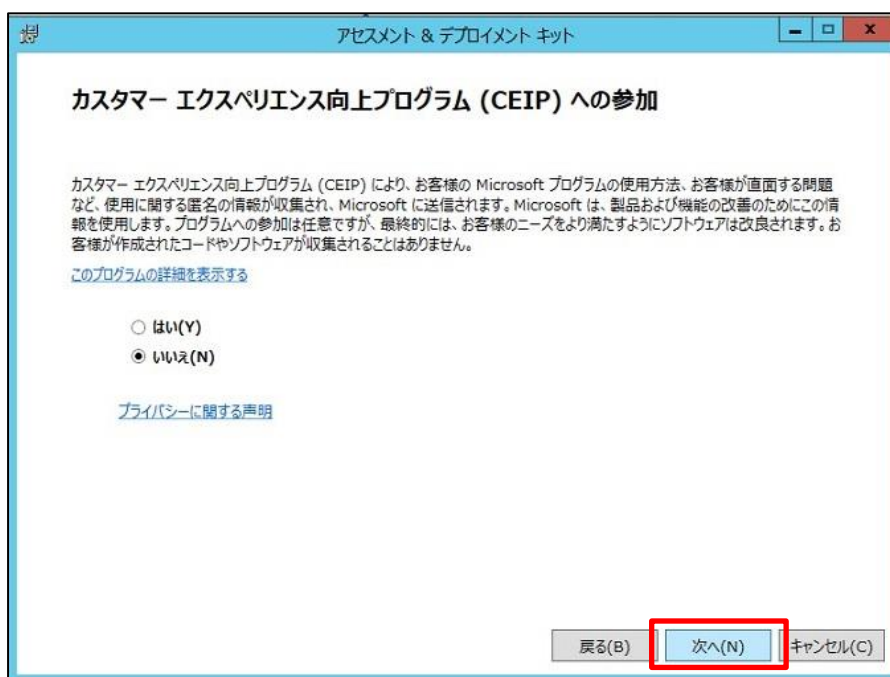 アセスメント & デプロイメント キット
カスタマー エクスペリエンス向上プログラム (CEIP) への参加
カスタマー エクスペリエンス向上プログラム (CEIP) により、お客様の Microsoft プログラムの使用方法、お客様が直面する問題
など、使用に関する匿名の情報が収集され、Microsoft に送信されます。Microsoft は、製品および機能の改善のためにこの情
報を使用します。プログラムへの参加は任意ですが、最終的には、お客様のニーズをより満たすようにソフトウェアは改良されます。お
客様が作成されたコードやソフトウェアが収集されることはありません。
このプログラムの詳細を表示する
はい(Y)
いいえ(N)
プライバシーに関する声明
戻る(B) 次へ(N) キャンセル(C)